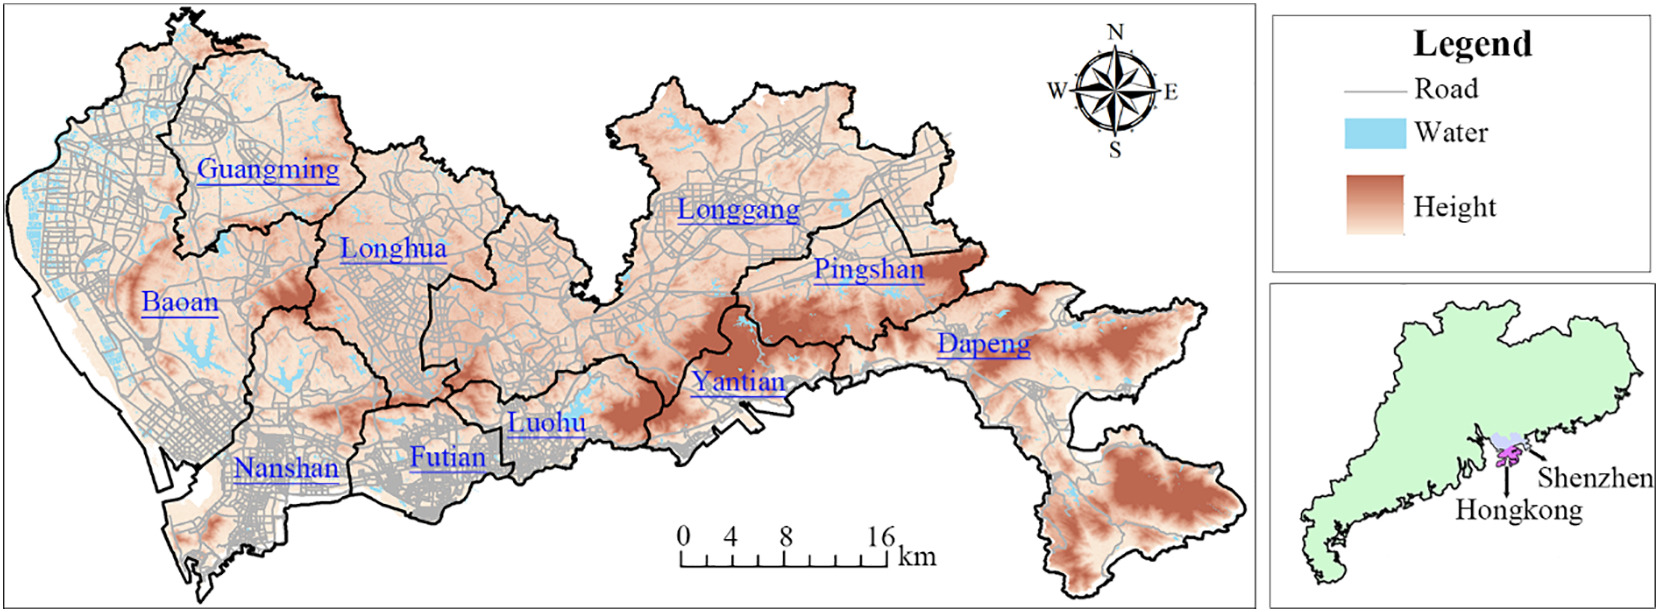 N
W E
S
Guangming
Longgang
Longhua
Pingshan
Baoan
Dapeng
Yantian
Luohu
Futian
Nanshan
0 4 8 16 km
Legend
Road
Water
Height
Shenzhen
Hongkong